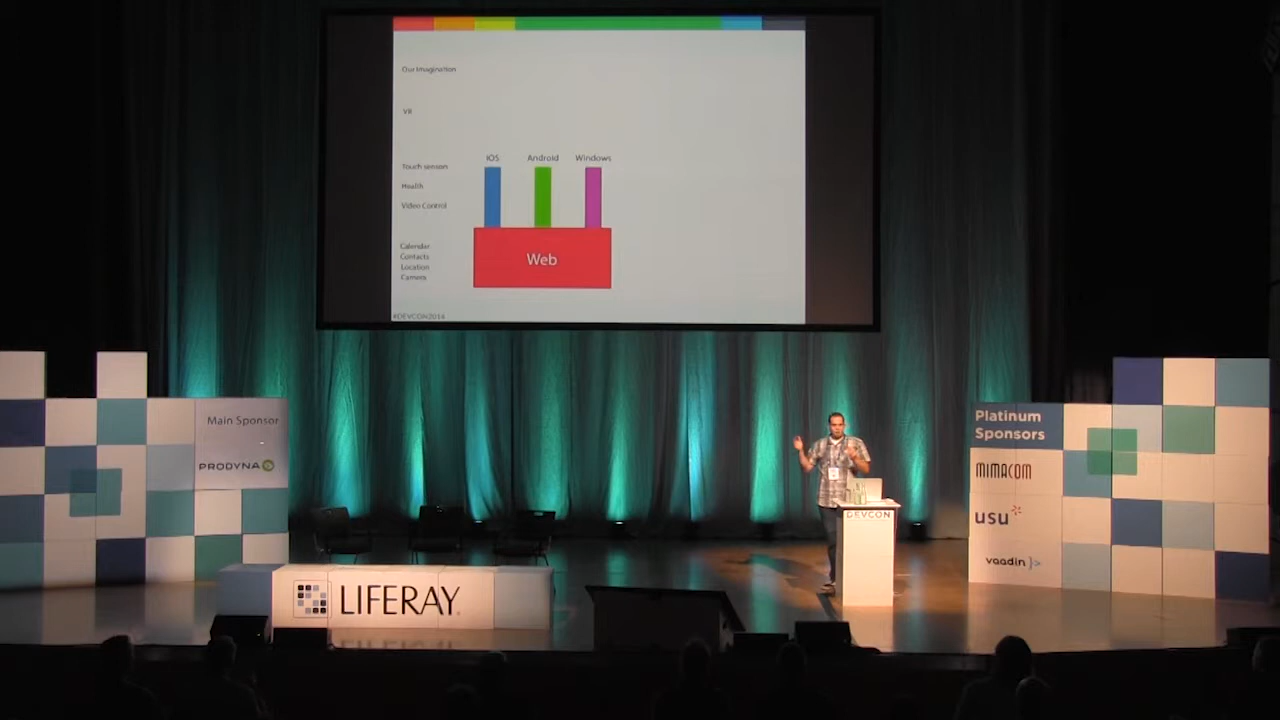 Our Imagination
VR
iOS Android Windows
Touch sensors
Health
Video Control
Calendar
Contacts
Location
Camera
Web
#DEVCON2016
Main Sponsor
PRODYNA
Platinum
Sponsors
MIMACOM
usu
vaadin }>
DEVCON
LIFERAY.